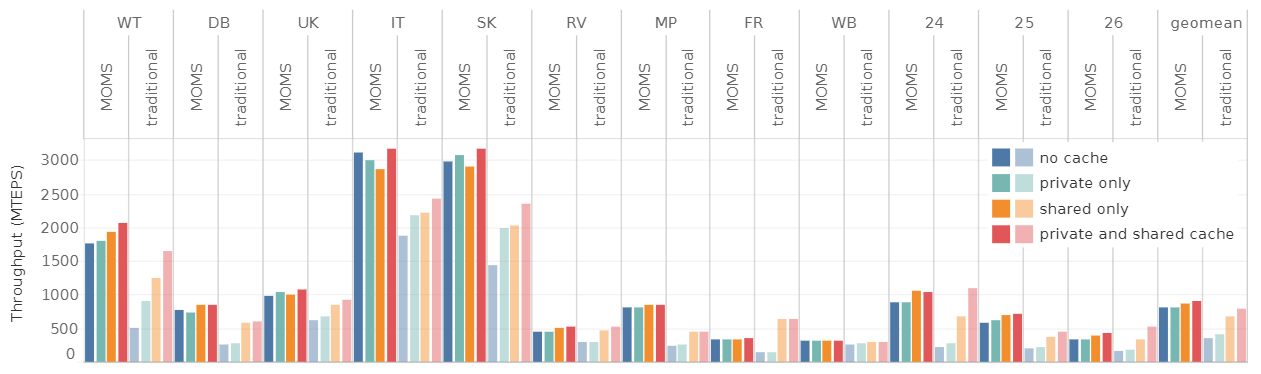 WT DB UK IT SK RV MP FR WB 24 25 26 geomean
MOMS traditional MOMS traditional MOMS traditional MOMS traditional MOMS traditional MOMS traditional MOMS traditional MOMS traditional MOMS traditional MOMS traditional MOMS traditional MOMS traditional MOMS traditional
Throughput (MTEPS)
3000
2500
2000
1500
1000
500
0
no cache
private only
shared only
private and shared cache